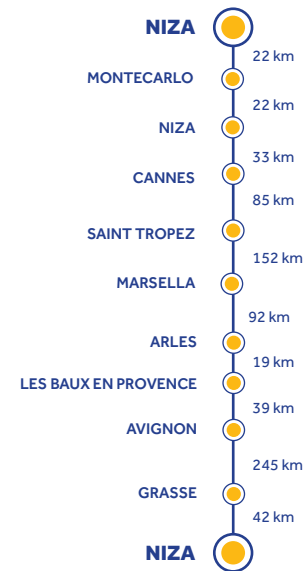 NIZA
22 km
MONTECARLO
22 km
NIZA
33 km
CANNES
85 km
SAINT TROPEZ
152 km
MARSELLA
92 km
ARLES
19 km
LES BAUX EN PROVENCE
39 km
AVIGNON
245 km
GRASSE
42 km
NIZA